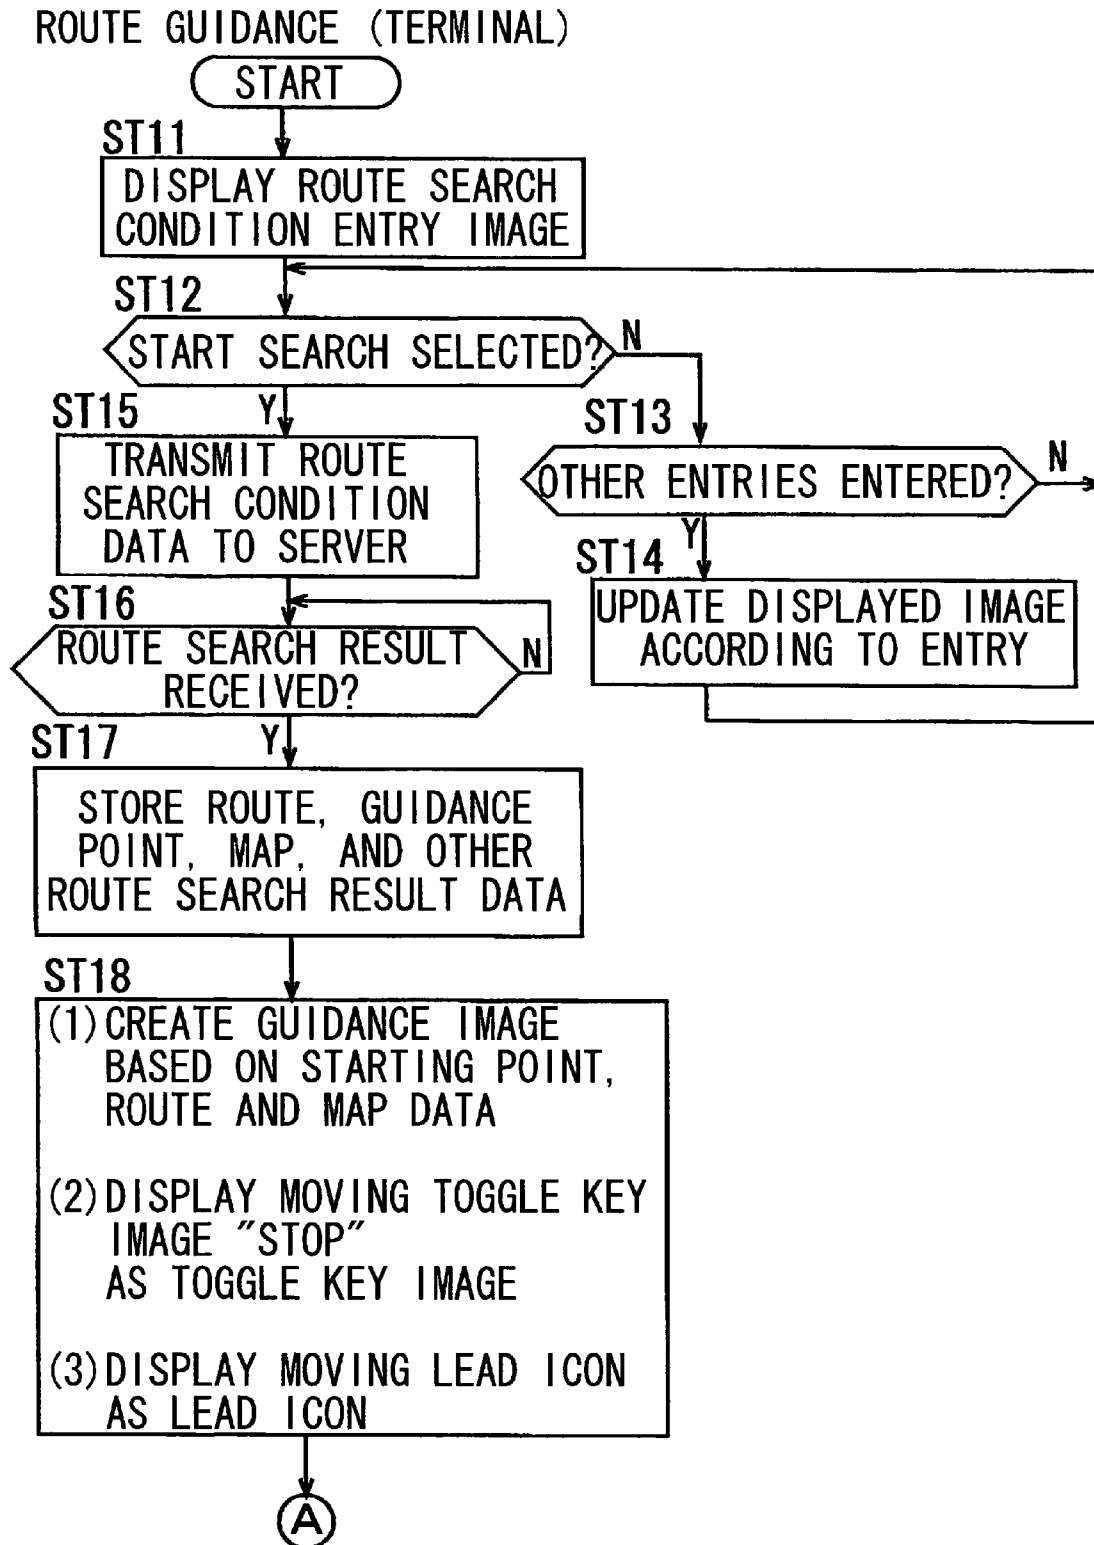 ROUTE GUIDANCE (TERMINAL)
START
ST11
DISPLAY ROUTE SEARCH
CONDITION ENTRY IMAGE
ST12
START SEARCH SELECTED?
N
Y
ST13
OTHER ENTRIES ENTERED?
N
Y
ST14
UPDATE DISPLAYED IMAGE
ACCORDING TO ENTRY
ST15
TRANSMIT ROUTE
SEARCH CONDITION
DATA TO SERVER
ST16
ROUTE SEARCH RESULT
RECEIVED?
N
Y
ST17
STORE ROUTE, GUIDANCE
POINT, MAP, AND OTHER
ROUTE SEARCH RESULT DATA
ST18
(1) CREATE GUIDANCE IMAGE
BASED ON STARTING POINT,
ROUTE AND MAP DATA
(2) DISPLAY MOVING TOGGLE KEY
IMAGE "STOP"
AS TOGGLE KEY IMAGE
(3) DISPLAY MOVING LEAD ICON
AS LEAD ICON
A